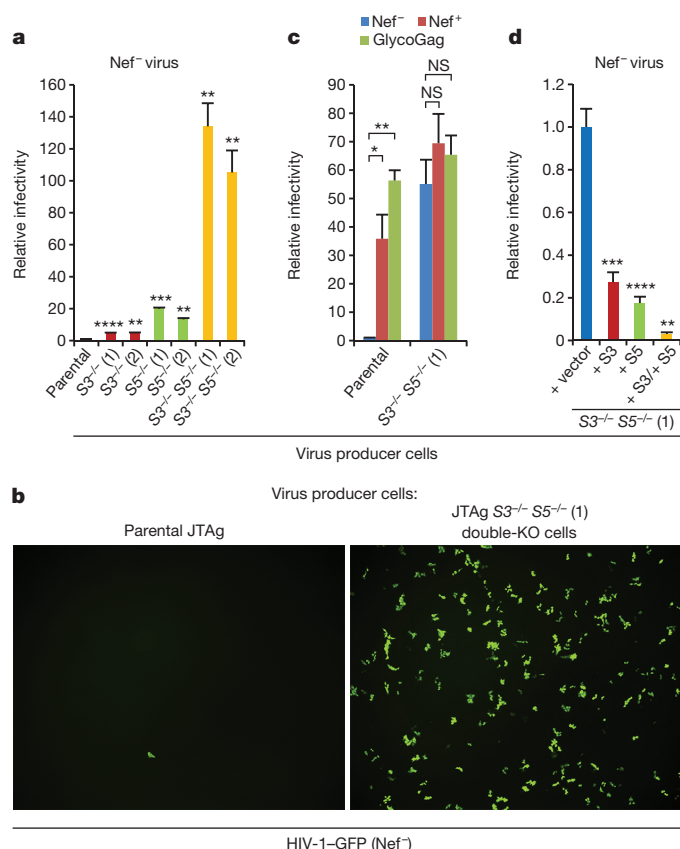 a
Nef⁻ virus
Relative infectivity
160
140
120
100
80
60
40
20
0
****
**
***
**
**
**
Parental
S3⁻/⁻ (1)
S3⁻/⁻ (2)
S5⁻/⁻ (1)
S5⁻/⁻ (2)
S3⁻/⁻ S5⁻/⁻ (1)
S3⁻/⁻ S5⁻/⁻ (2)
c
Nef⁻ Nef⁺
GlycoGag
Relative infectivity
90
80
70
60
50
40
30
20
10
0
**
*
NS
NS
Parental
S3⁻/⁻ S5⁻/⁻ (1)
d
Nef⁻ virus
Relative infectivity
1.2
1.0
0.8
0.6
0.4
0.2
0
***
****
**
+ vector
+ S3
+ S5
+ S3/+ S5
S3⁻/⁻ S5⁻/⁻ (1)
Virus producer cells
b
Virus producer cells:
Parental JTAg
JTAg S3⁻/⁻ S5⁻/⁻ (1)
double-KO cells
HIV-1–GFP (Nef⁻)